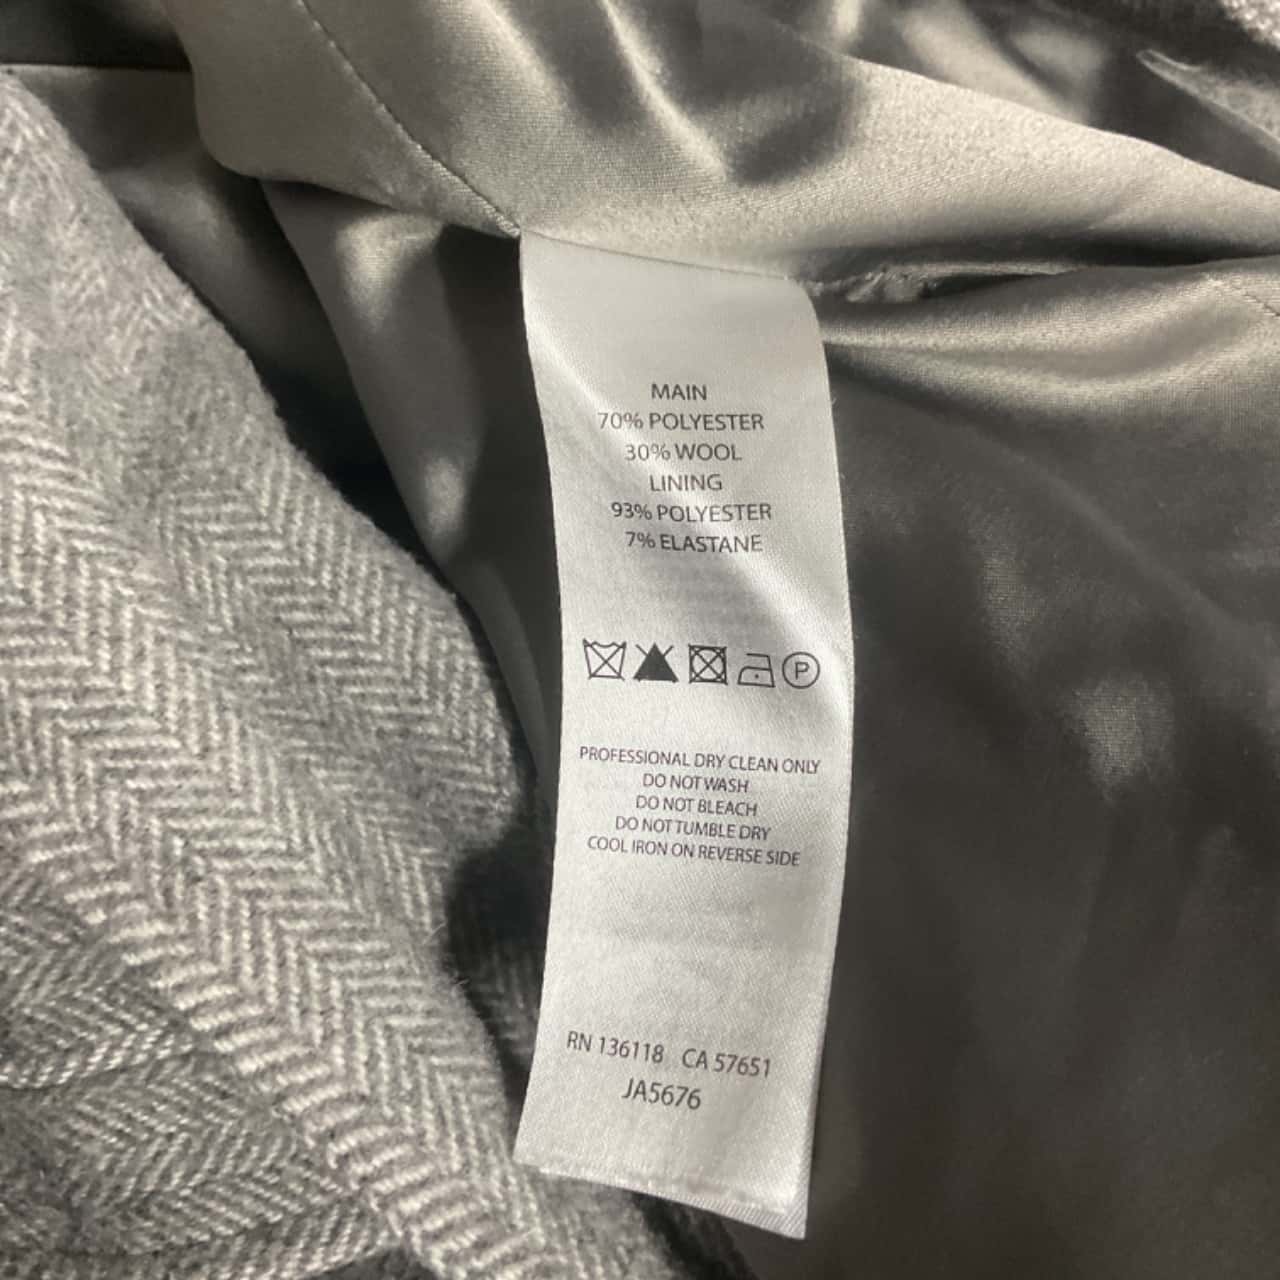 MAIN
70% POLYESTER
30% WOOL
LINING
93% POLYESTER
7% ELASTANE
P
PROFESSIONAL DRY CLEAN ONLY
DO NOT WASH
DO NOT BLEACH
DO NOT TUMBLE DRY
COOL IRON ON REVERSE SIDE
RN 136118 CA 57651
JA5676